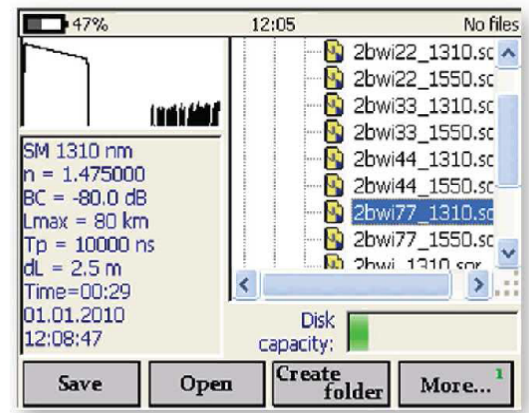 47%
12:05
No files
2bwi22_1310.sc
2bwi22_1550.sc
2bwi33_1310.sc
2bwi33_1550.sc
2bwi44_1310.sc
2bwi44_1550.sc
2bwi77_1310.sc
2bwi77_1550.sc
2bwi_1310 sor
SM 1310 nm
n = 1.475000
BC = -80.0 dB
Lmax = 80 km
Tp = 10000 ns
dL = 2.5 m
Time=00:29
01.01.2010
12:08:47
Disk
capacity:
Save
Open
Create
folder
More... 1